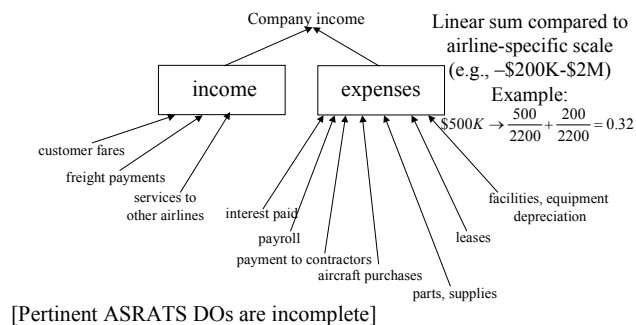 Company income
Linear sum compared to
airline-specific scale
(e.g., –$200K-$2M)
Example:
$500K → 500/2200 + 200/2200 = 0.32
income
expenses
customer fares
freight payments
services to
other airlines
interest paid
payroll
payment to contractors
aircraft purchases
parts, supplies
leases
facilities, equipment
depreciation
[Pertinent ASRATS DOs are incomplete]